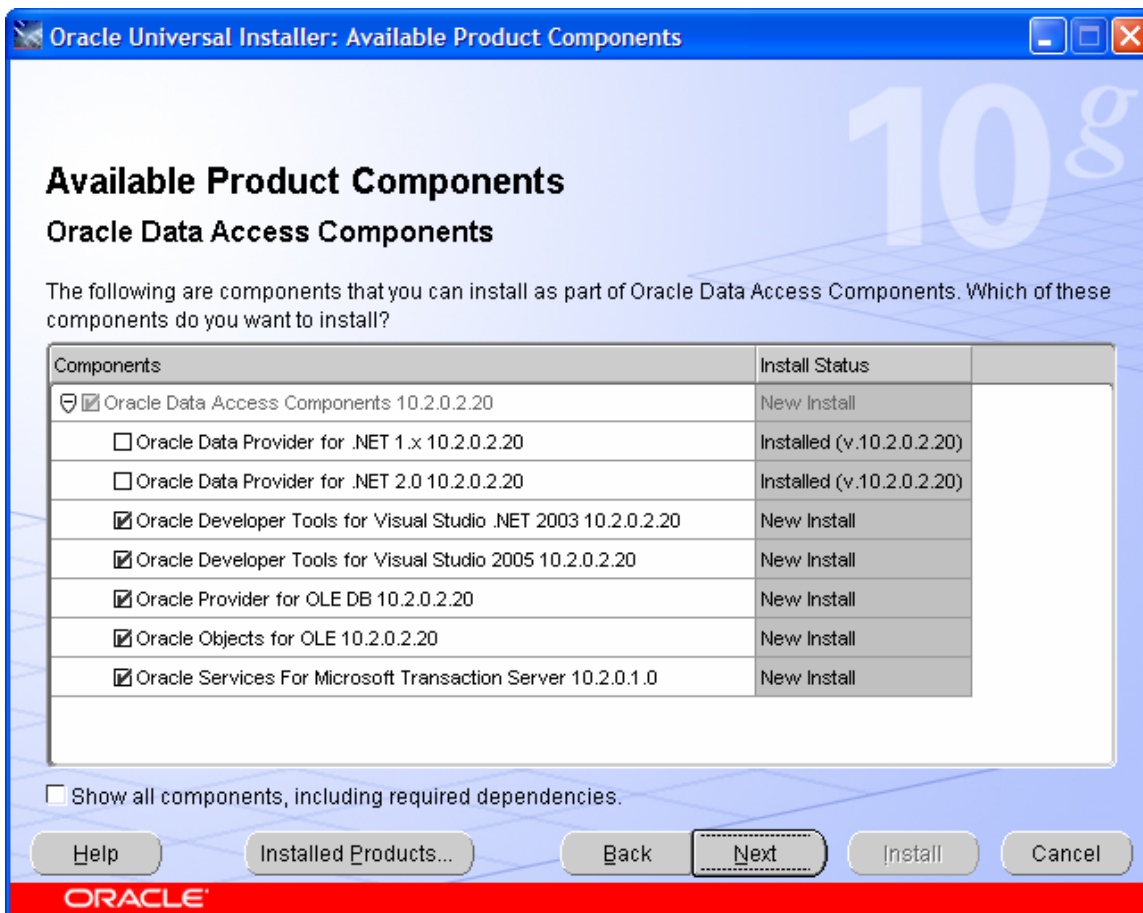 Oracle Universal Installer: Available Product Components
10g
Available Product Components
Oracle Data Access Components
The following are components that you can install as part of Oracle Data Access Components. Which of these
components do you want to install?
Components Install Status
Oracle Data Access Components 10.2.0.2.20 New Install
Oracle Data Provider for .NET 1.x 10.2.0.2.20 Installed (v.10.2.0.2.20)
Oracle Data Provider for .NET 2.0 10.2.0.2.20 Installed (v.10.2.0.2.20)
Oracle Developer Tools for Visual Studio .NET 2003 10.2.0.2.20 New Install
Oracle Developer Tools for Visual Studio 2005 10.2.0.2.20 New Install
Oracle Provider for OLE DB 10.2.0.2.20 New Install
Oracle Objects for OLE 10.2.0.2.20 New Install
Oracle Services For Microsoft Transaction Server 10.2.0.1.0 New Install
Show all components, including required dependencies.
Help Installed Products... Back Next Install Cancel
ORACLE